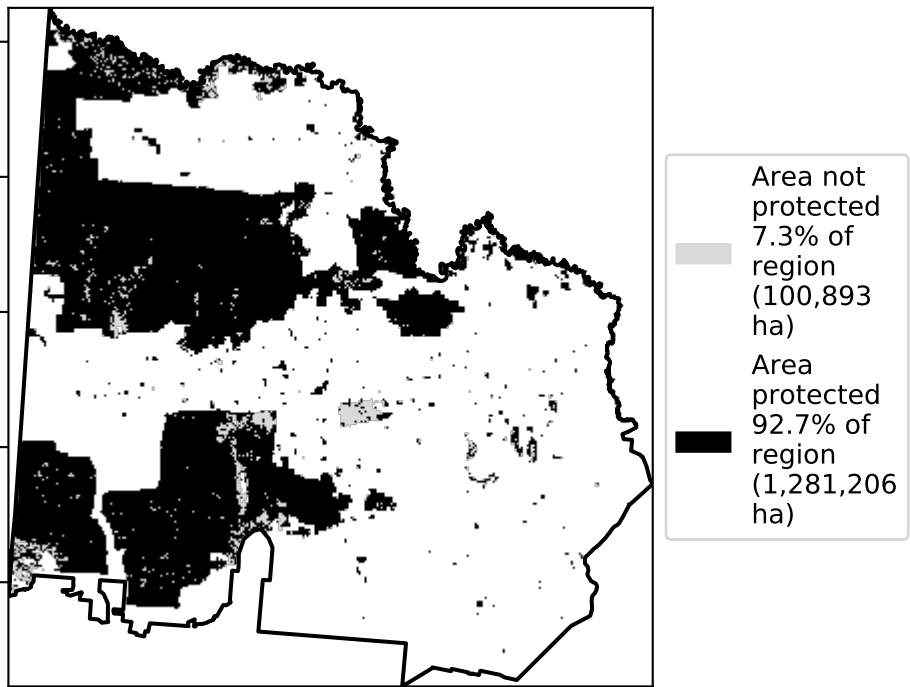 Area not
protected
7.3% of
region
(100,893
ha)
Area
protected
92.7% of
region
(1,281,206
ha)